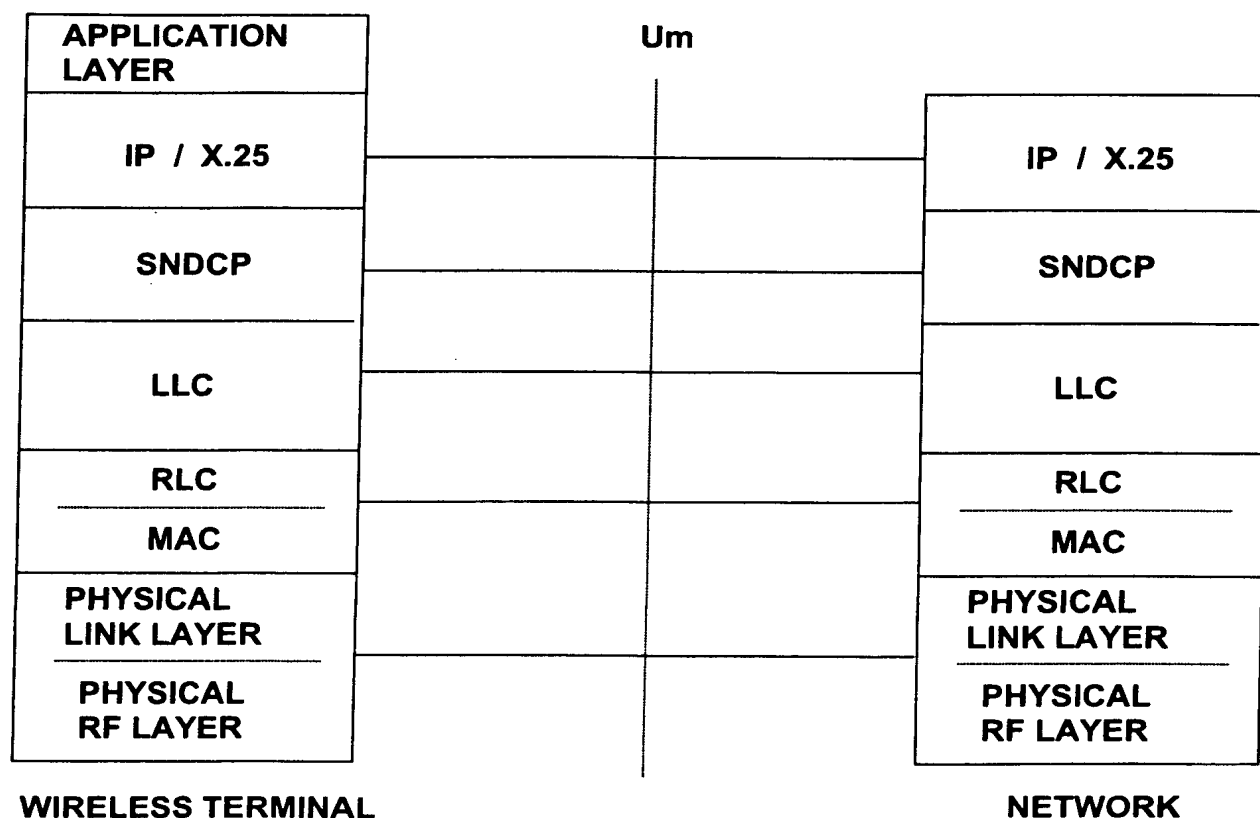 APPLICATION
LAYER
Um
IP / X.25
IP / X.25
SNDCP
SNDCP
LLC
LLC
RLC
RLC
MAC
MAC
PHYSICAL
LINK LAYER
PHYSICAL
LINK LAYER
PHYSICAL
RF LAYER
PHYSICAL
RF LAYER
WIRELESS TERMINAL
NETWORK